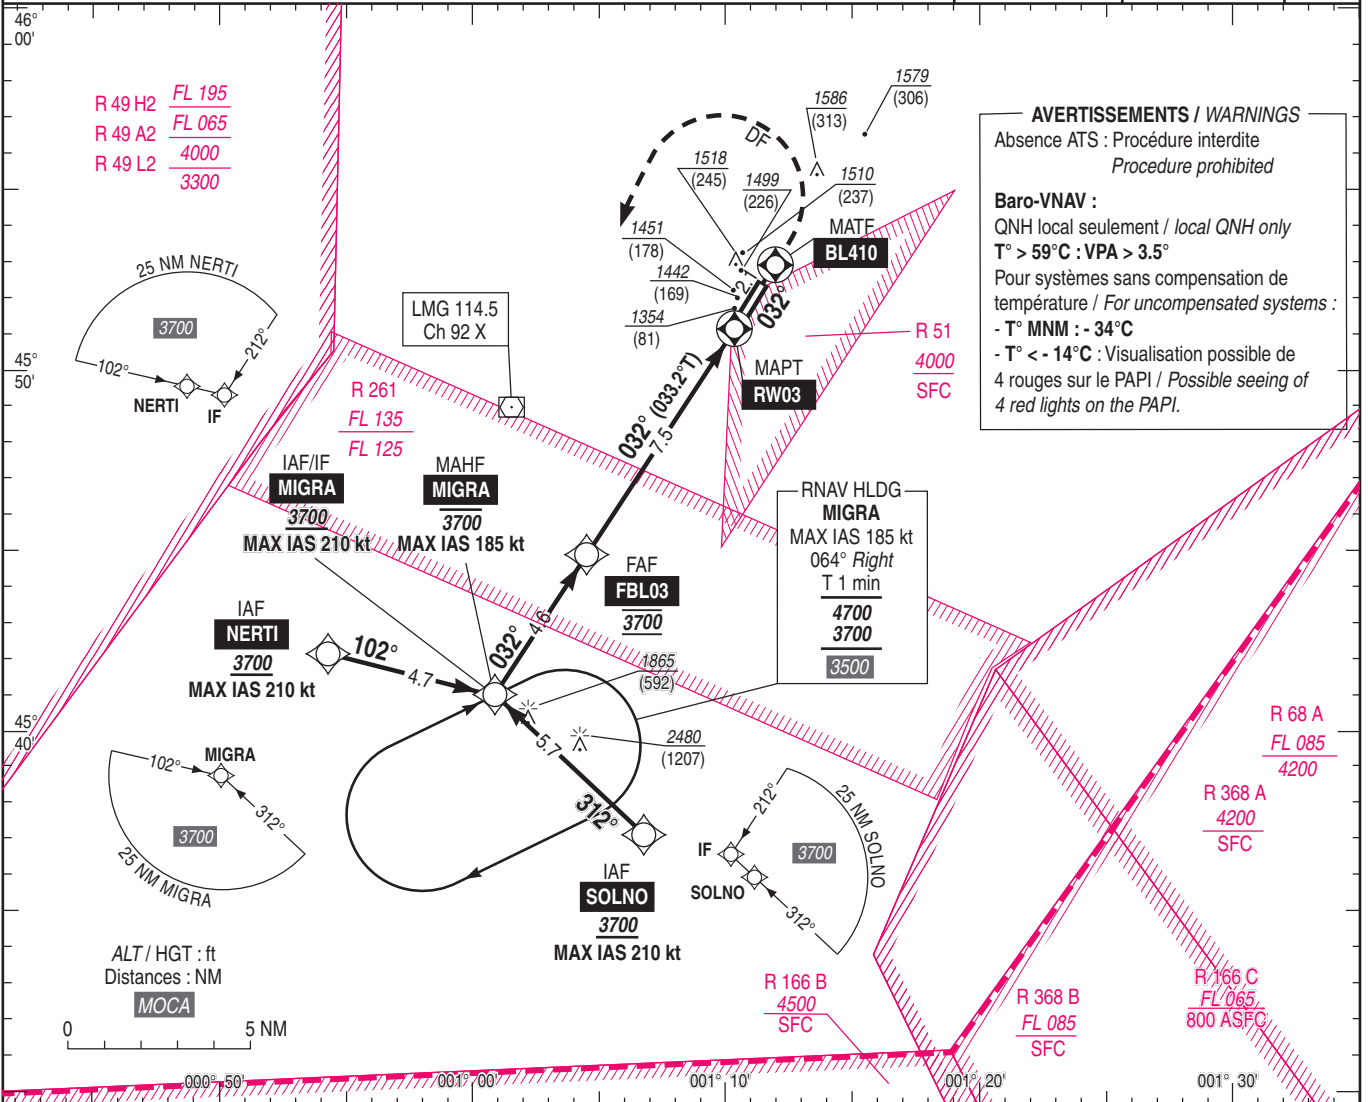 46°
00'
R 49 H2 FL 195
R 49 A2 FL 065
R 49 L2 4000
3300
25 NM NERTI
3700
102°
212°
NERTI
IF
45°
50'
LMG 114.5
Ch 92 X
R 261
FL 135
FL 125
DF
1579
(306)
1586
(313)
1518
(245)
1499
(226)
1510
(237)
1451
(178)
1442
(169)
1354
(81)
MATF
BL410
2.1
032°
MAPT
RW03
R 51
4000
SFC
AVERTISSEMENTS / WARNINGS
Absence ATS : Procédure interdite
Procedure prohibited
Baro-VNAV :
QNH local seulement / local QNH only
T° > 59°C : VPA > 3.5°
Pour systèmes sans compensation de
température / For uncompensated systems :
- T° MNM : - 34°C
- T° < - 14°C : Visualisation possible de
4 rouges sur le PAPI / Possible seeing of
4 red lights on the PAPI.
032° (033.2°T)
7.5
IAF/IF
MIGRA
3700
MAX IAS 210 kt
MAHF
MIGRA
3700
MAX IAS 185 kt
FAF
FBL03
3700
RNAV HLDG
MIGRA
MAX IAS 185 kt
064° Right
T 1 min
4700
3700
3500
IAF
NERTI
3700
MAX IAS 210 kt
102°
4.7
032°
4.6
1865
(592)
2480
(1207)
5.7
312°
IAF
SOLNO
3700
MAX IAS 210 kt
45°
40'
102°
MIGRA
312°
3700
25 NM MIGRA
212°
25 NM SOLNO
IF
3700
SOLNO
312°
R 68 A
FL 085
4200
R 368 A
4200
SFC
R 166 B
4500
SFC
R 368 B
FL 085
SFC
R 166 C
FL 065
800 ASFC
ALT / HGT : ft
Distances : NM
MOCA
0 5 NM
000° 50'
001° 00'
001° 10'
001° 20'
001° 30'